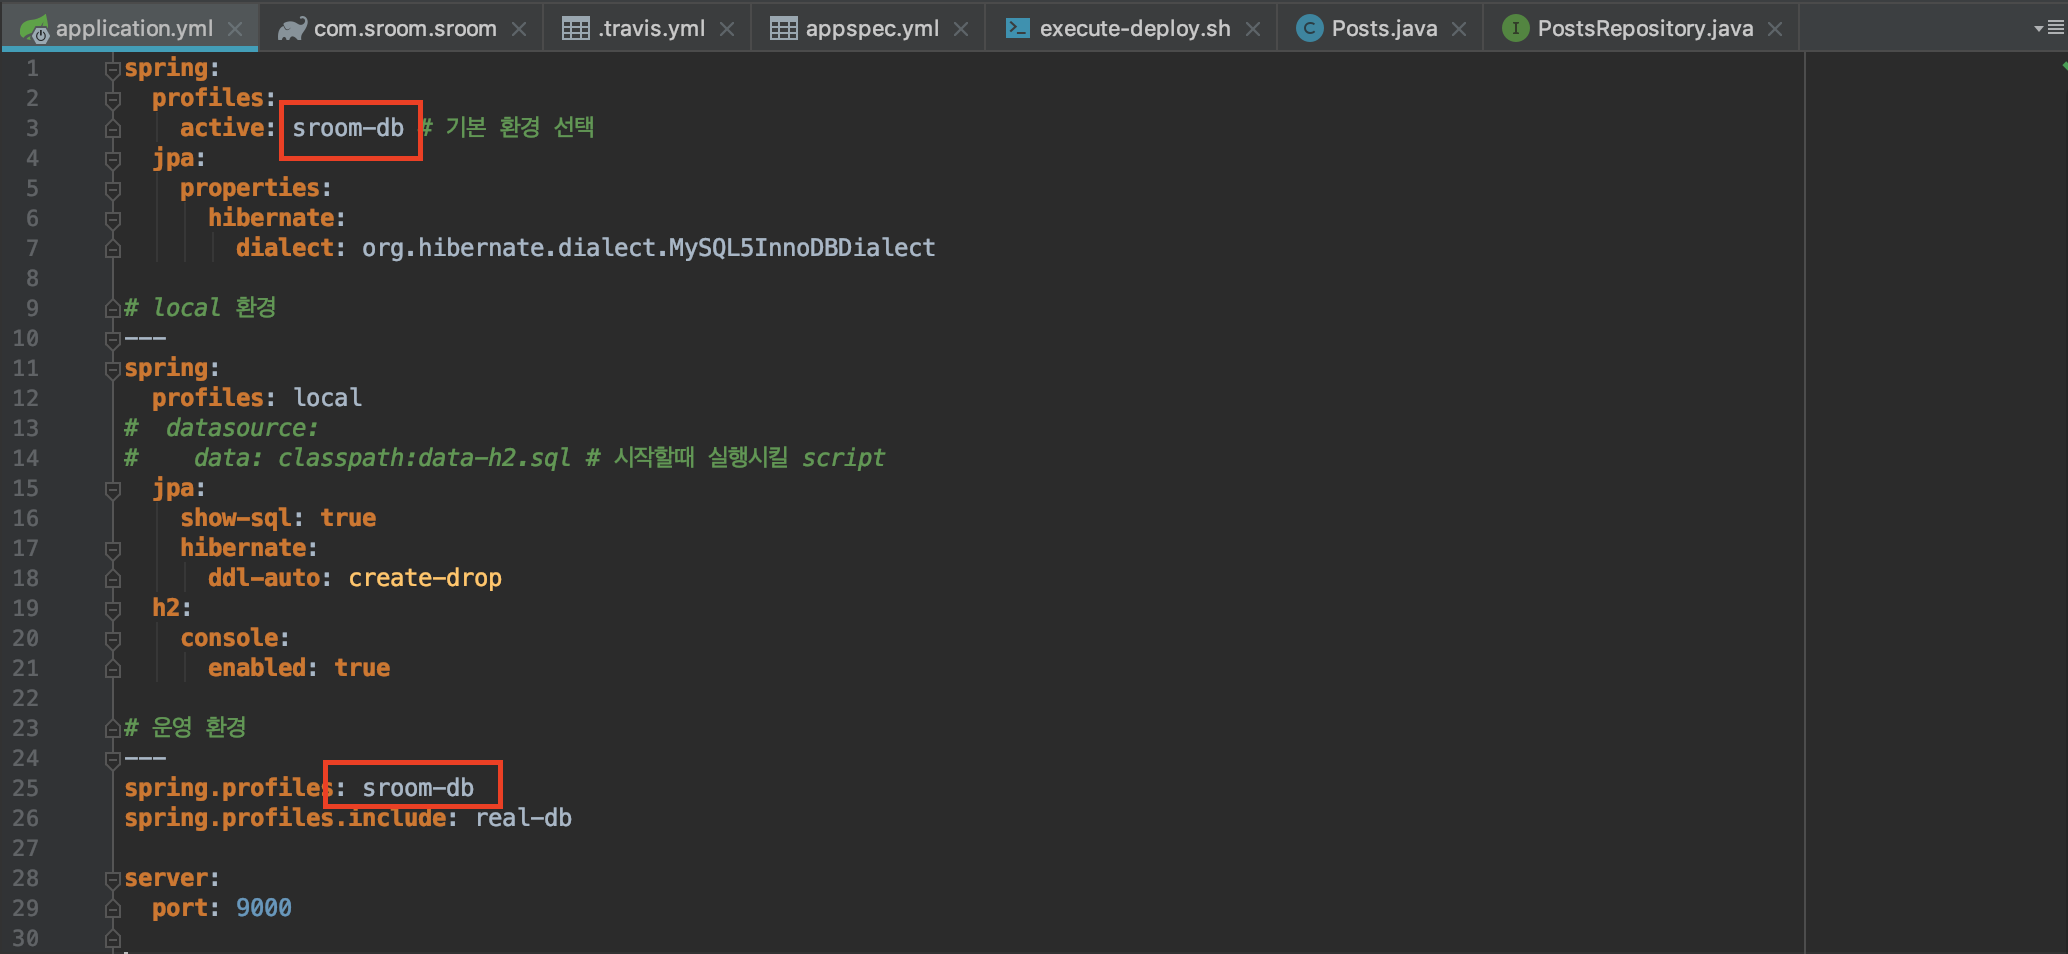 application.yml com.sroom.sroom .travis.yml appspec.yml execute-deploy.sh C Posts.java I PostsRepository.java
1 spring:
2 profiles:
3 active: sroom-db # 기본 환경 선택
4 jpa:
5 properties:
6 hibernate:
7 dialect: org.hibernate.dialect.MySQL5InnoDBDialect
8
9 # local 환경
10 ---
11 spring:
12 profiles: local
13 # datasource:
14 # data: classpath:data-h2.sql # 시작할때 실행시킬 script
15 jpa:
16 show-sql: true
17 hibernate:
18 ddl-auto: create-drop
19 h2:
20 console:
21 enabled: true
22
23 # 운영 환경
24 ---
25 spring.profiles: sroom-db
26 spring.profiles.include: real-db
27
28 server:
29 port: 9000
30